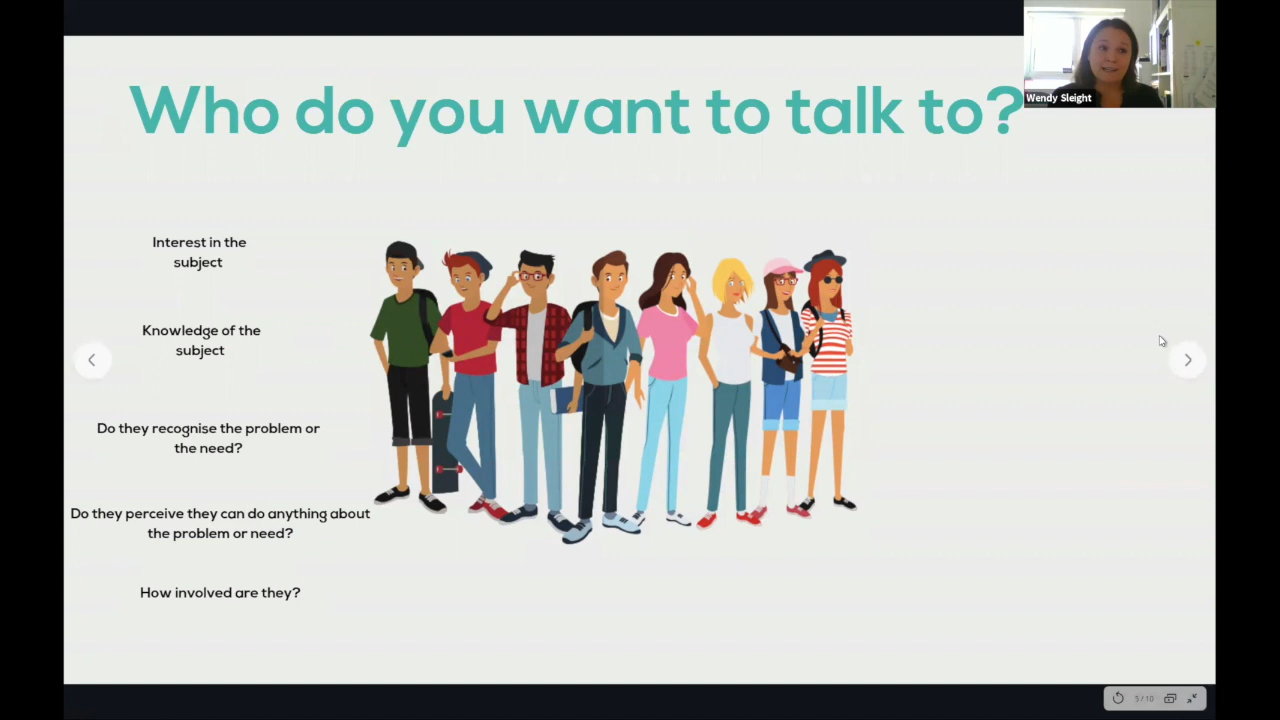 Who do you want to talk to?
Wendy Sleight
Interest in the
subject
Knowledge of the
subject
Do they recognise the problem or
the need?
Do they perceive they can do anything about
the problem or need?
How involved are they?
5 / 10